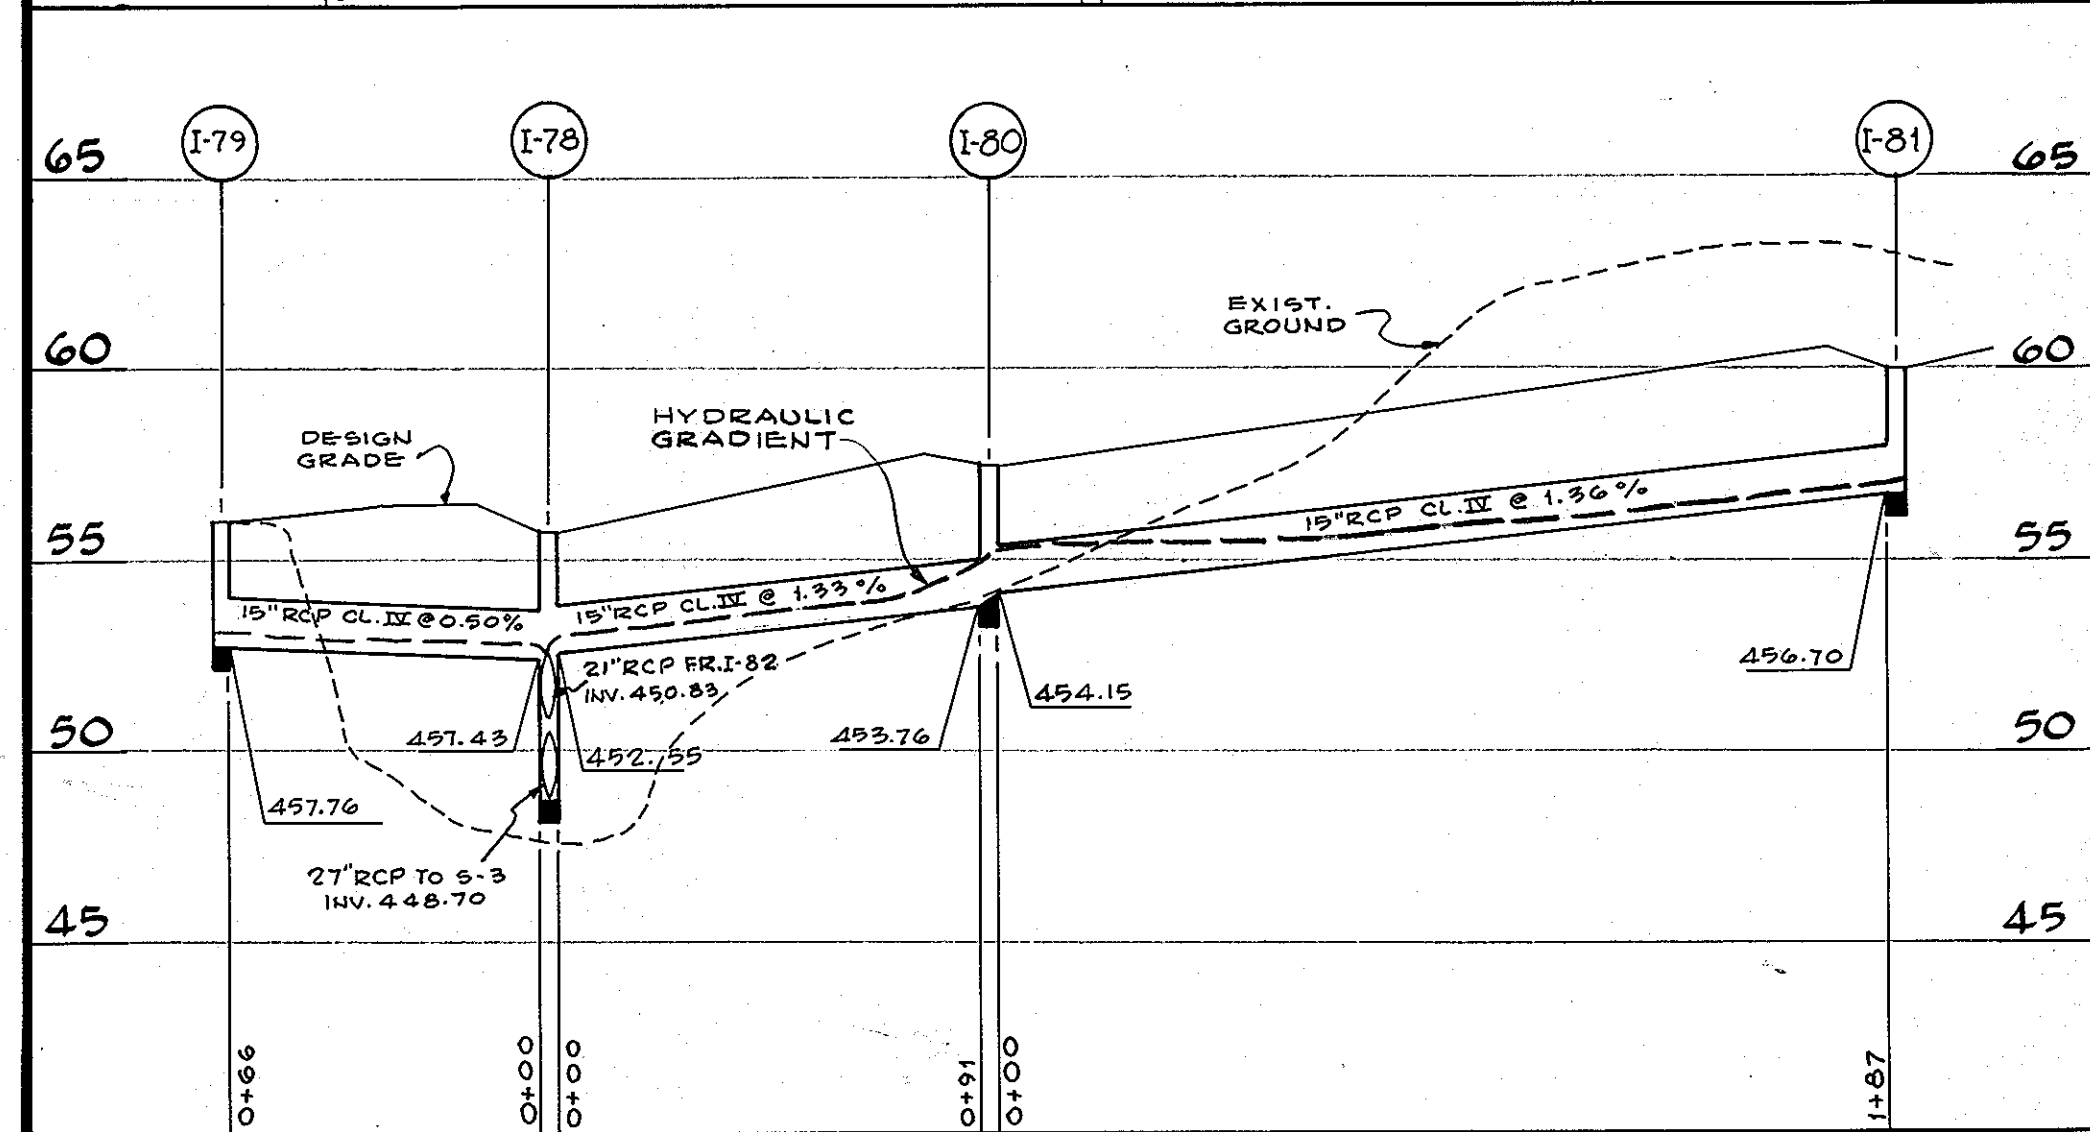 I-79
I-78
I-80
I-81
65
65
EXIST.
GROUND
60
60
HYDRAULIC
GRADIENT
DESIGN
GRADE
15"RCP CL.IV @ 1.36%
55
55
15"RCP CL.IV @ 1.33%
15"RCP CL.IV @ 0.50%
21"RCP FR.I-82
INV. 450.83
456.70
454.15
50
50
457.43
452.55
453.76
457.76
27"RCP TO S-3
INV. 448.70
45
45
0+66
0+00
0+00
0+91
0+00
1+87